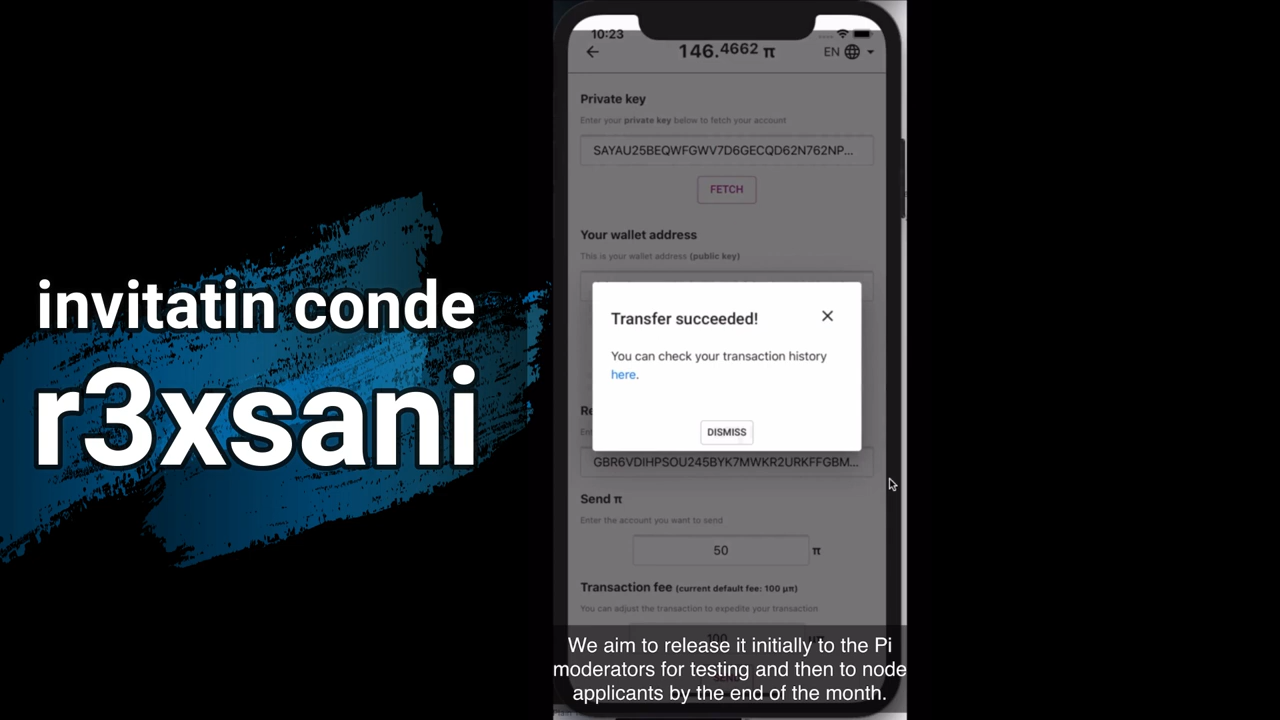 invitatin conde
r3xsani
10:23
146.4662 π
EN
Private key
Enter your private key below to fetch your account
SAYAU25BEQWFGWV7D6GECQD62N762NP...
FETCH
Your wallet address
This is your wallet address (public key)
Transfer succeeded!
You can check your transaction history
here.
DISMISS
GBR6VDIHPSOU245BYK7MWKR2URKFFGBM...
Send π
Enter the account you want to send
50 π
Transaction fee (current default fee: 100 μπ)
You can adjust the transaction to expedite your transaction
100
We aim to release it initially to the Pi
moderators for testing and then to node
applicants by the end of the month.